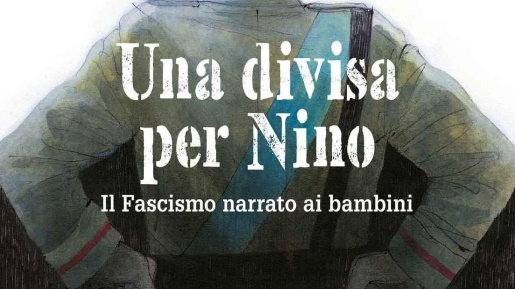 Una divisa
per Nino
Il Fascismo narrato ai bambini